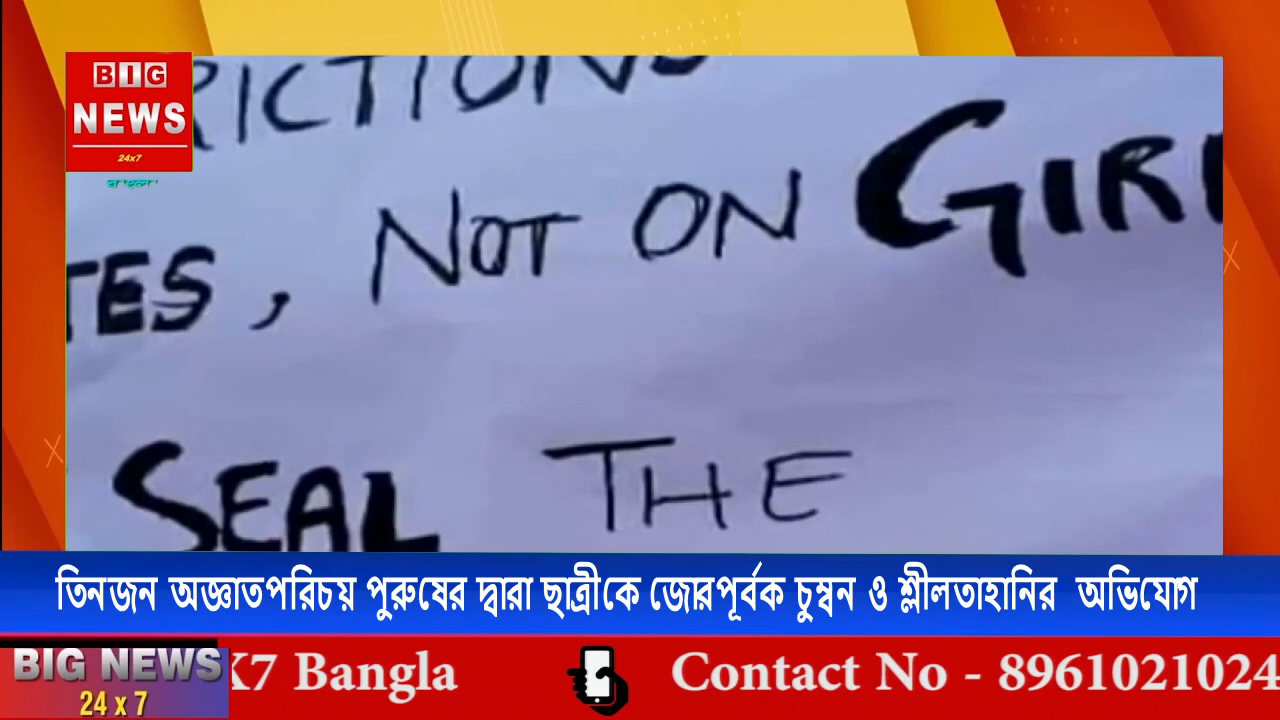 BIG
NEWS
24x7
বাংলা
RICTIONS
TES, NOT ON GIRL
SEAL THE
তিনজন অজ্ঞাতপরিচয় পুরুষের দ্বারা ছাত্রীকে জোরপূর্বক চুম্বন ও শ্লীলতাহানির অভিযোগ
BIG NEWS
24 x 7
X7 Bangla Contact No - 8961021024